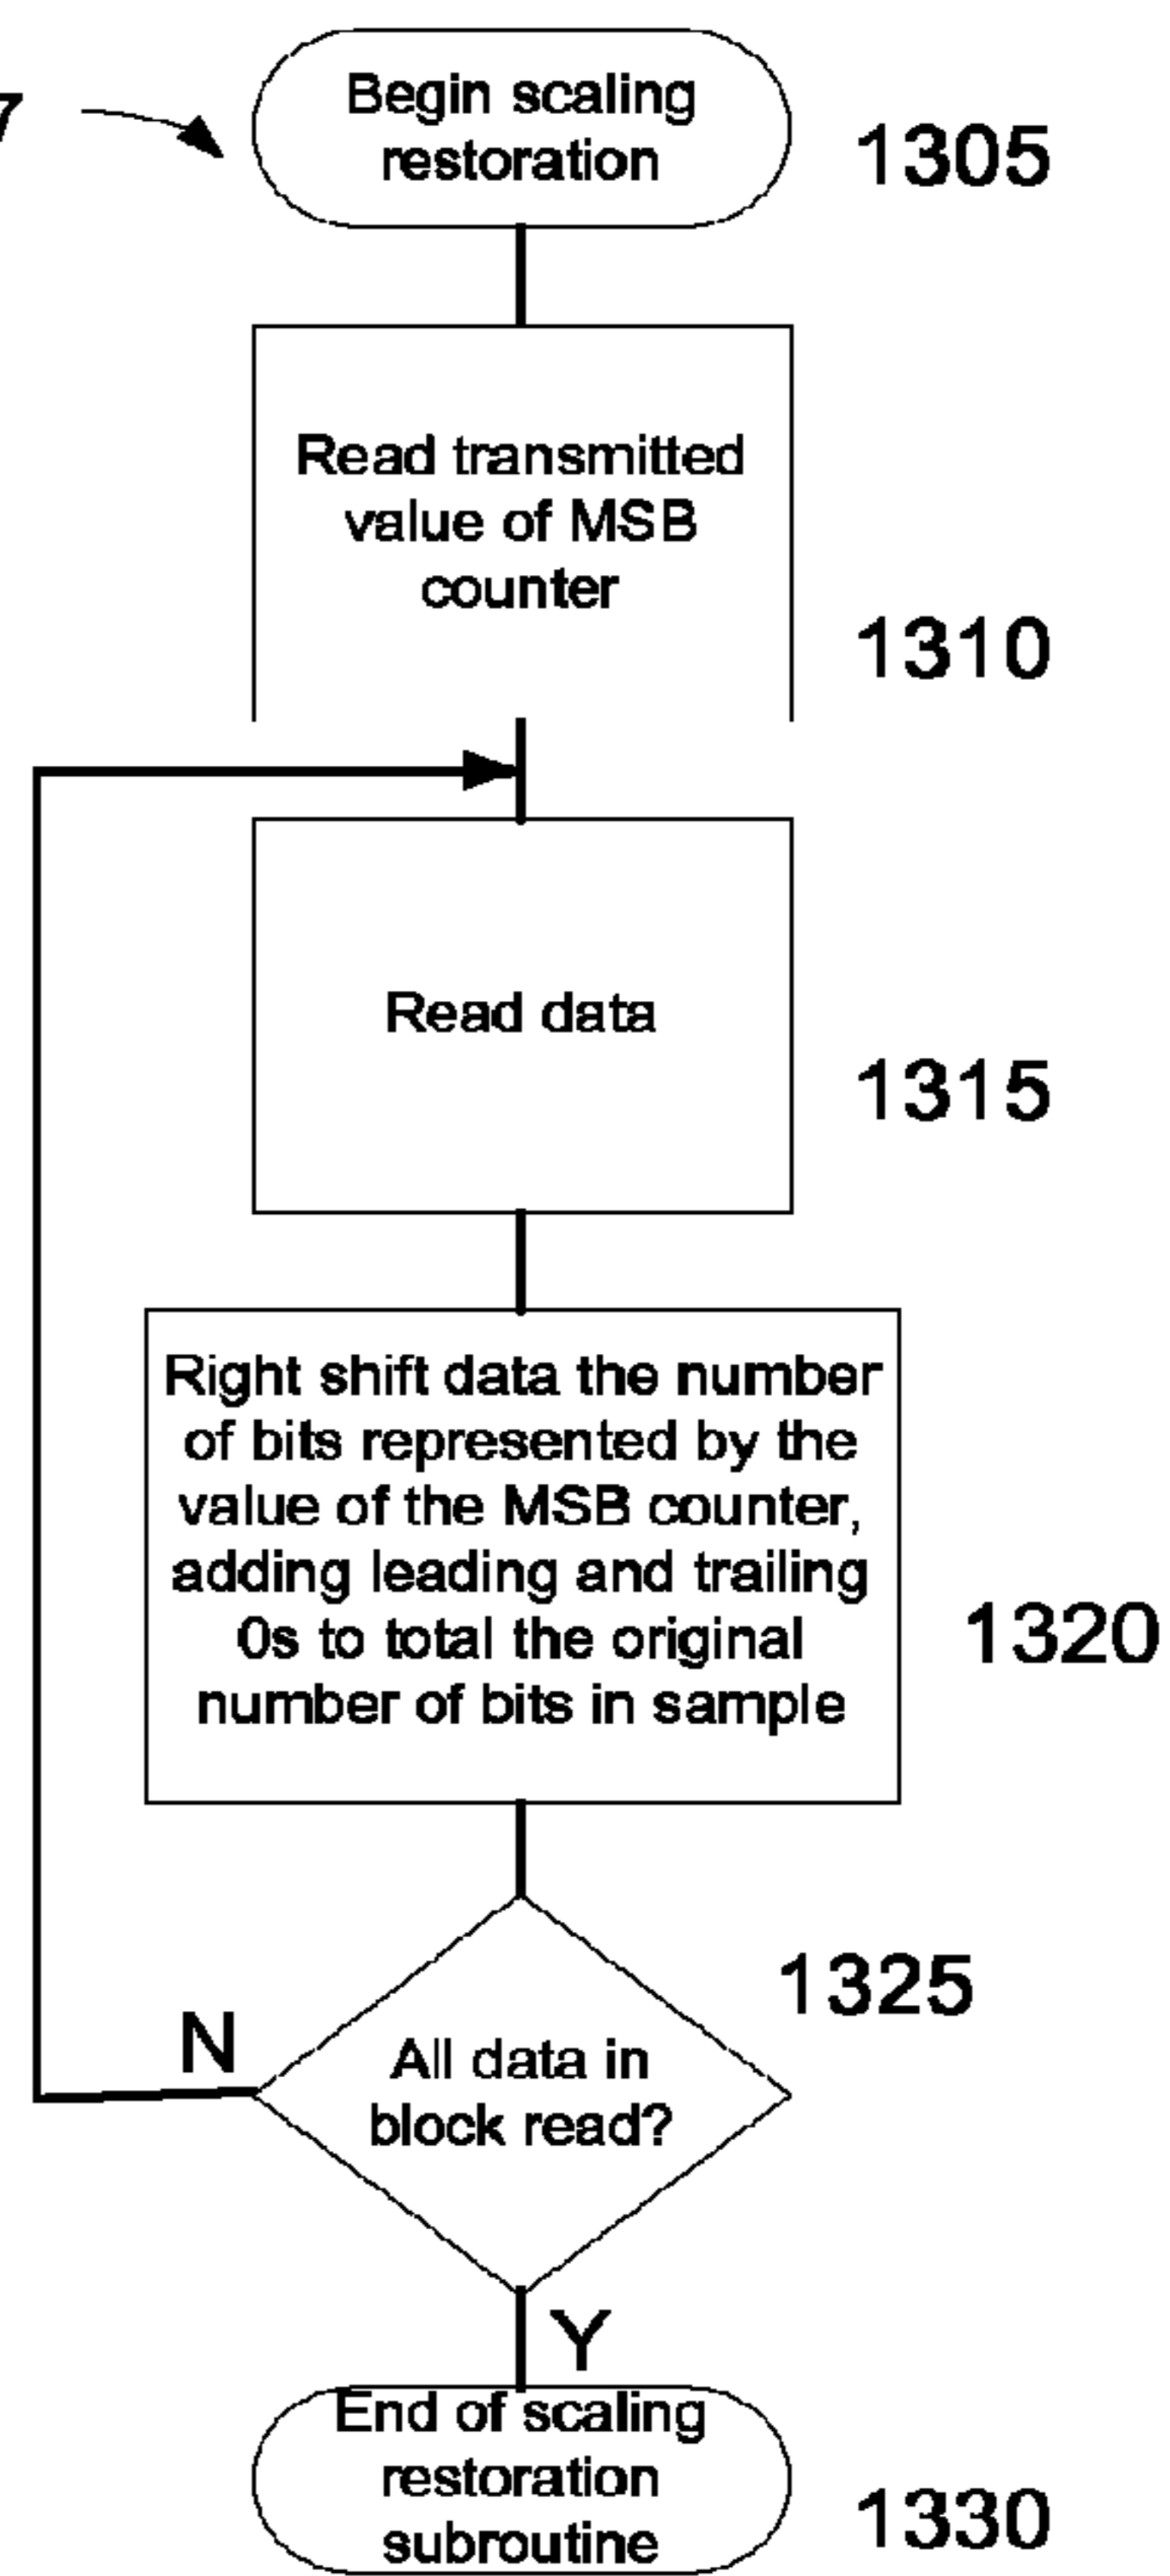 7
Begin scaling
restoration
1305
Read transmitted
value of MSB
counter
1310
Read data
1315
Right shift data the number
of bits represented by the
value of the MSB counter,
adding leading and trailing
0s to total the original
number of bits in sample
1320
1325
N
All data in
block read?
Y
End of scaling
restoration
subroutine
1330